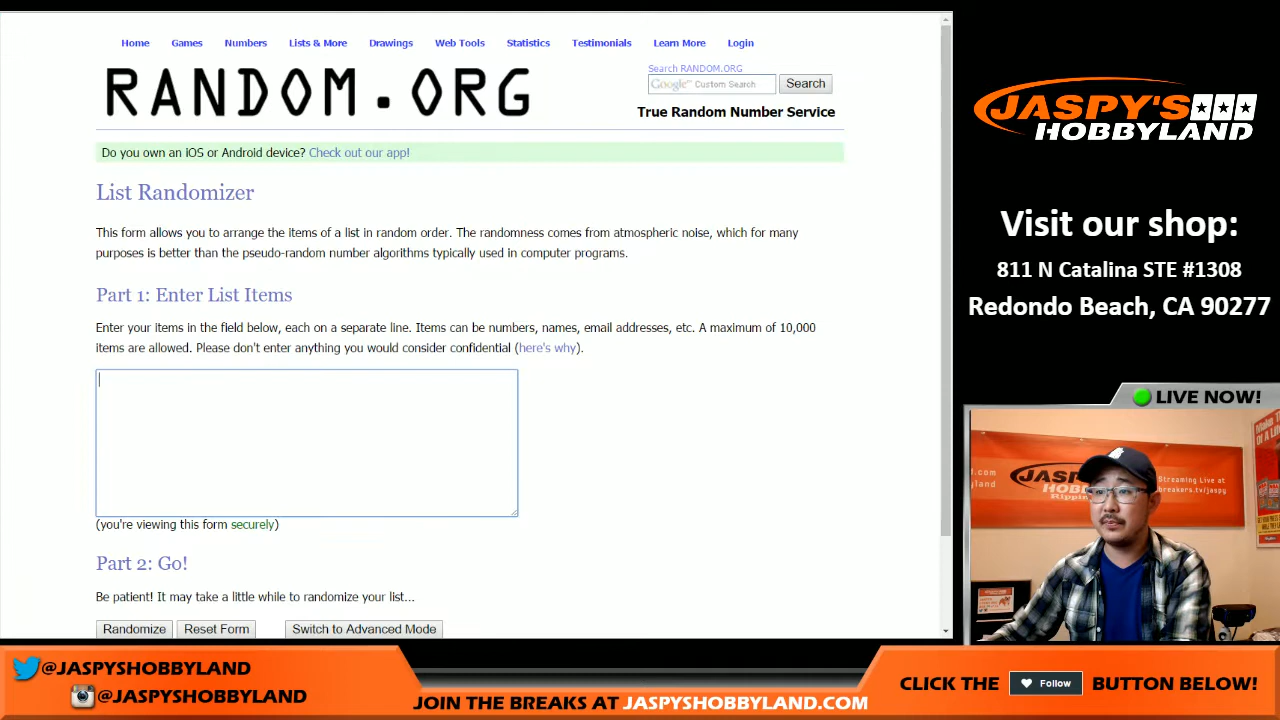 Home Games Numbers Lists & More Drawings Web Tools Statistics Testimonials Learn More Login
RANDOM.ORG
Search RANDOM.ORG
Google™ Custom Search
Search
True Random Number Service
Do you own an iOS or Android device? Check out our app!
List Randomizer
This form allows you to arrange the items of a list in random order. The randomness comes from atmospheric noise, which for many
purposes is better than the pseudo-random number algorithms typically used in computer programs.
Part 1: Enter List Items
Enter your items in the field below, each on a separate line. Items can be numbers, names, email addresses, etc. A maximum of 10,000
items are allowed. Please don't enter anything you would consider confidential (here's why).
(you're viewing this form securely)
Part 2: Go!
Be patient! It may take a little while to randomize your list...
Randomize Reset Form Switch to Advanced Mode
JASPY'S
HOBBYLAND
Visit our shop:
811 N Catalina STE #1308
Redondo Beach, CA 90277
LIVE NOW!
Streaming Live at
breakers.tv/jaspy
@JASPYSHOBBYLAND
@JASPYSHOBBYLAND
JOIN THE BREAKS AT JASPYSHOBBYLAND.COM
CLICK THE Follow BUTTON BELOW!